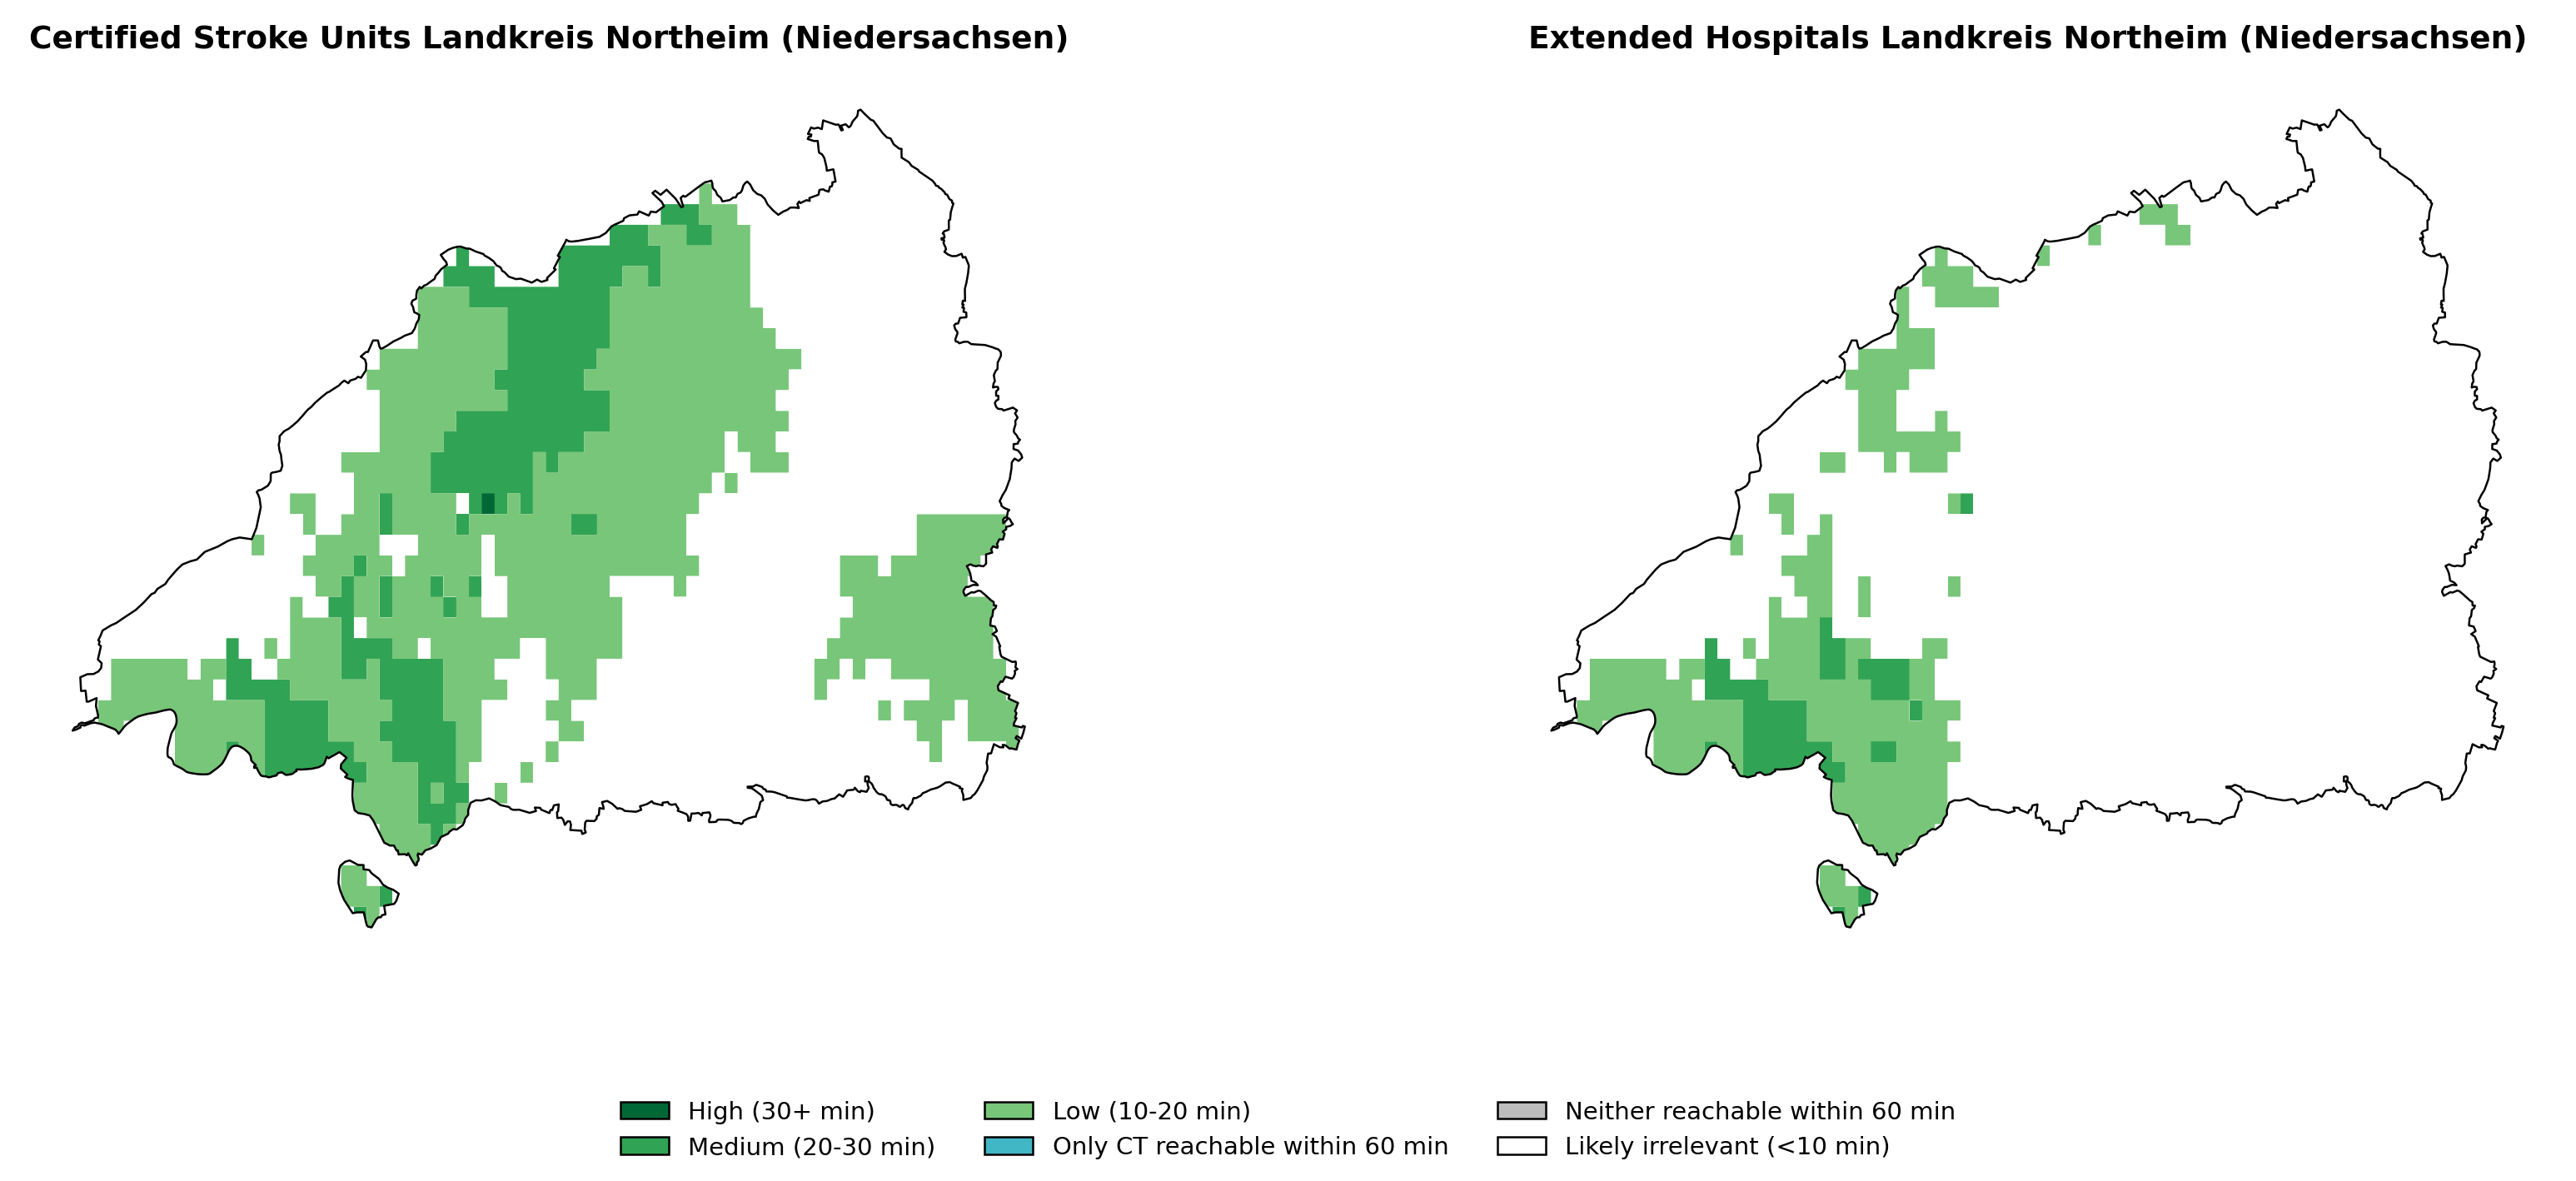 Certified Stroke Units Landkreis Northeim (Niedersachsen)
Extended Hospitals Landkreis Northeim (Niedersachsen)
High (30+ min)
Medium (20-30 min)
Low (10-20 min)
Only CT reachable within 60 min
Neither reachable within 60 min
Likely irrelevant (<10 min)